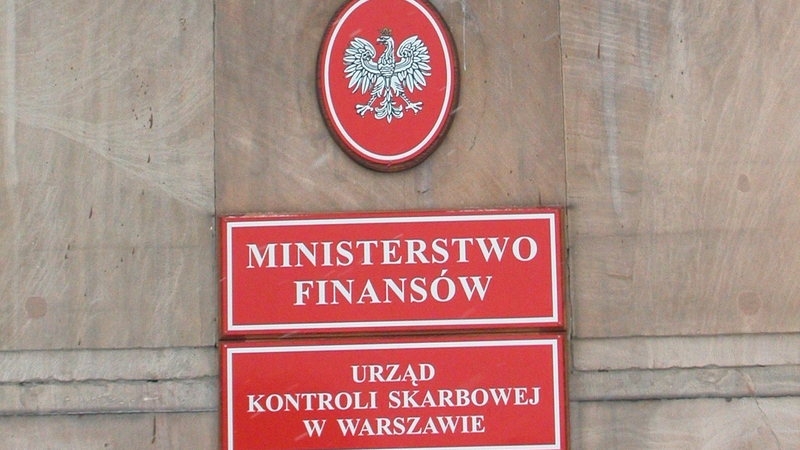 MINISTERSTWO
FINANSÓW
URZĄD
KONTROLI SKARBOWEJ
W WARSZAWIE